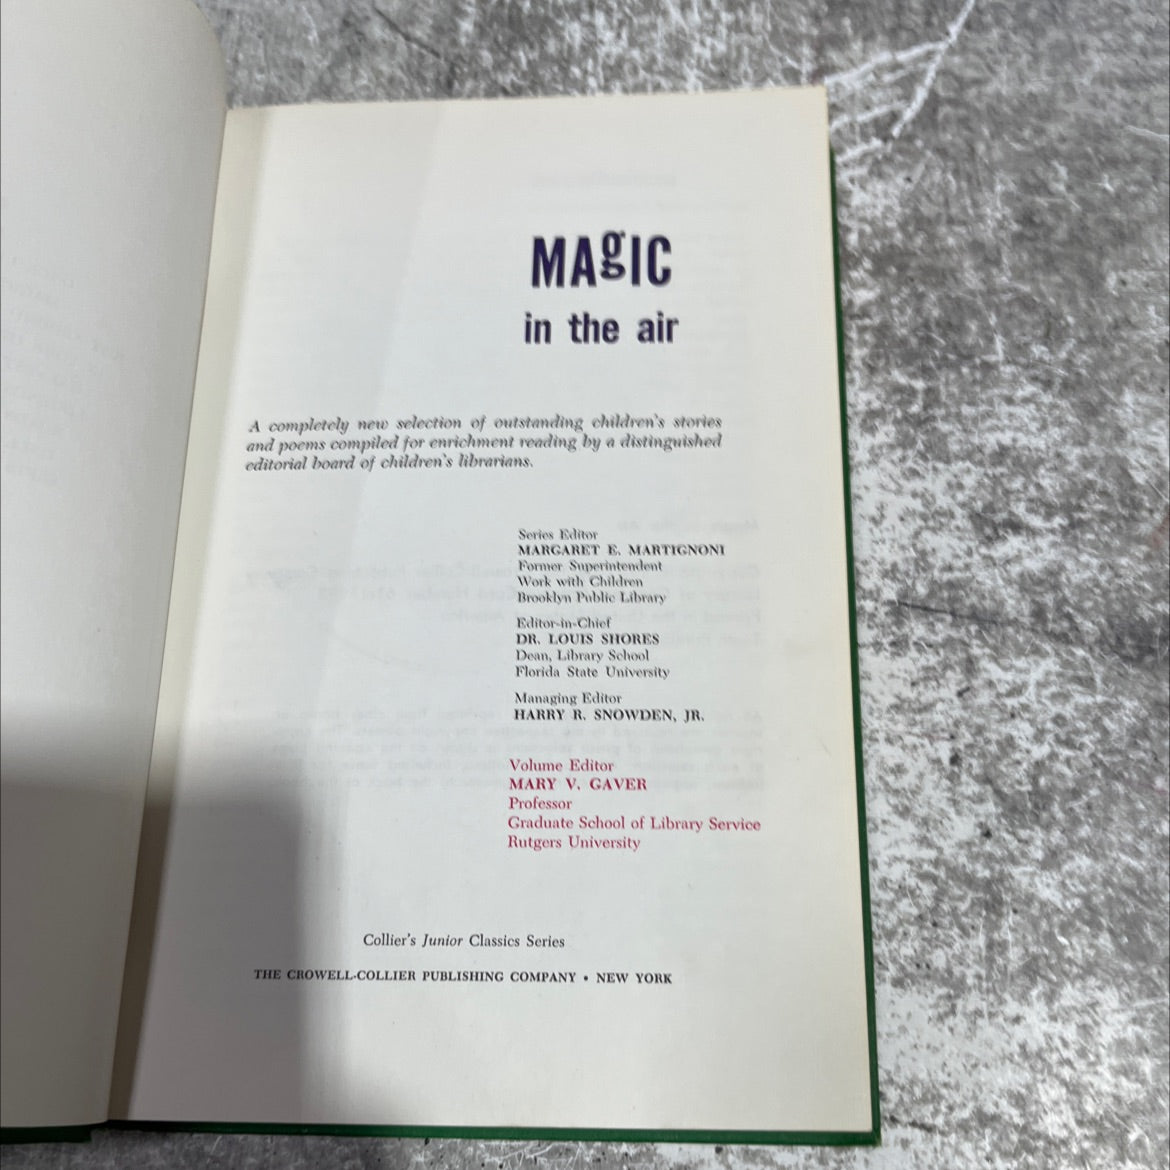 MAgIC
in the air
A completely new selection of outstanding children's stories
and poems compiled for enrichment reading by a distinguished
editorial board of children's librarians.
Series Editor
MARGARET E. MARTIGNONI
Former Superintendent
Work with Children
Brooklyn Public Library
Editor-in-Chief
DR. LOUIS SHORES
Dean, Library School
Florida State University
Managing Editor
HARRY R. SNOWDEN, JR.
Volume Editor
MARY V. GAVER
Professor
Graduate School of Library Service
Rutgers University
Collier's Junior Classics Series
THE CROWELL-COLLIER PUBLISHING COMPANY • NEW YORK